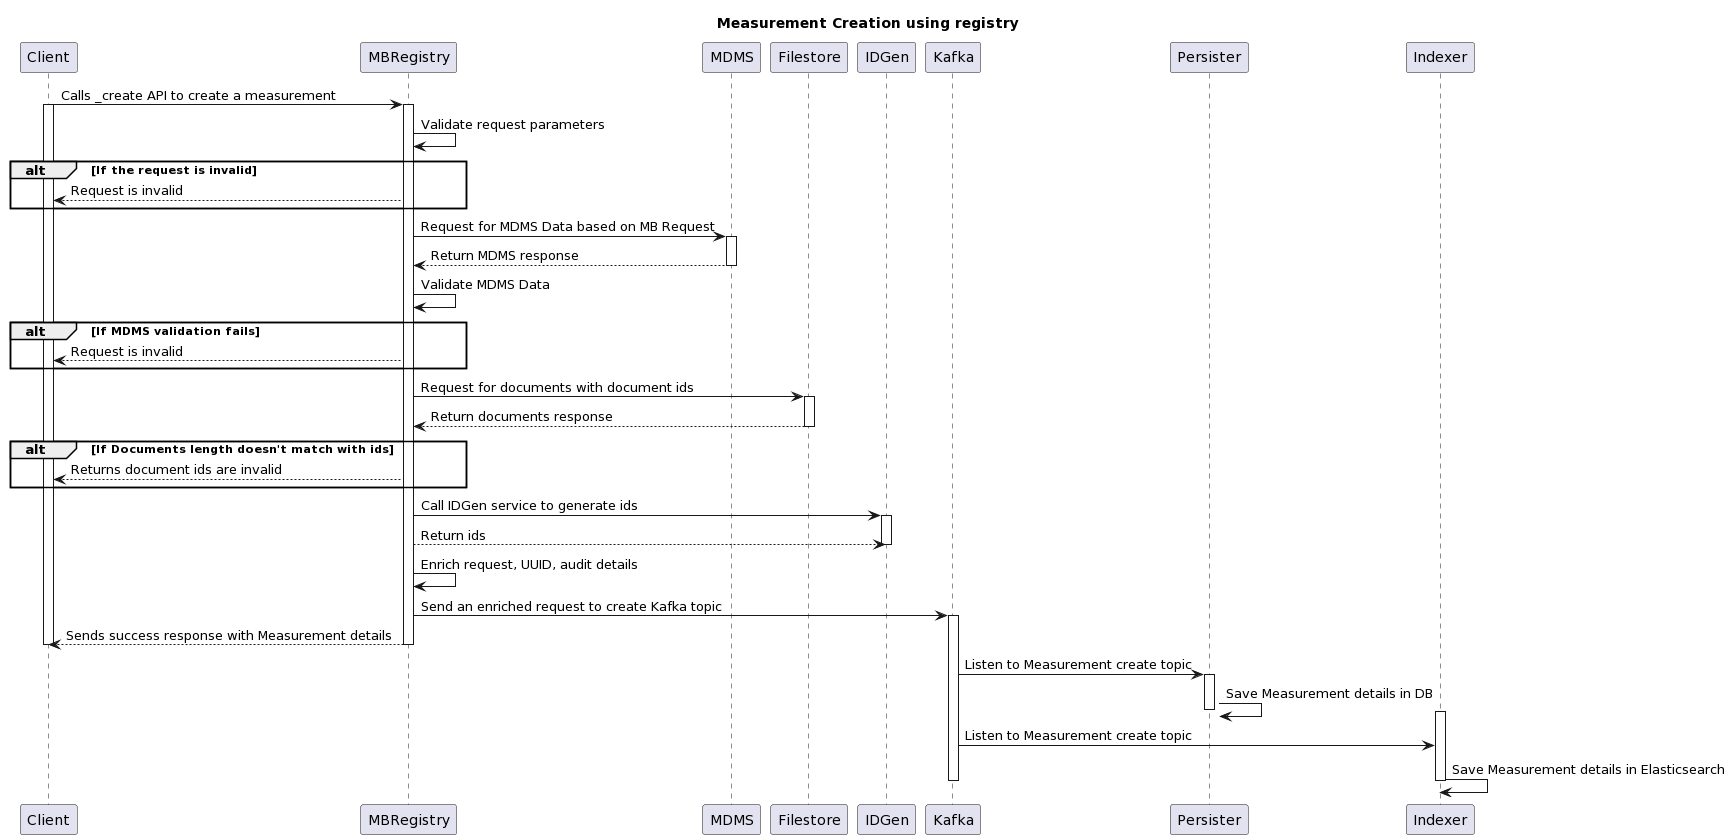 Measurement Creation using registry
Client MBRegistry MDMS Filestore IDGen Kafka Persister Indexer
Calls _create API to create a measurement
Validate request parameters
alt [If the request is invalid]
Request is invalid
Request for MDMS Data based on MB Request
Return MDMS response
Validate MDMS Data
alt [If MDMS validation fails]
Request is invalid
Request for documents with document ids
Return documents response
alt [If Documents length doesn't match with ids]
Returns document ids are invalid
Call IDGen service to generate ids
Return ids
Enrich request, UUID, audit details
Send an enriched request to create Kafka topic
Sends success response with Measurement details
Listen to Measurement create topic
Save Measurement details in DB
Listen to Measurement create topic
Save Measurement details in Elasticsearch
Client MBRegistry MDMS Filestore IDGen Kafka Persister Indexer